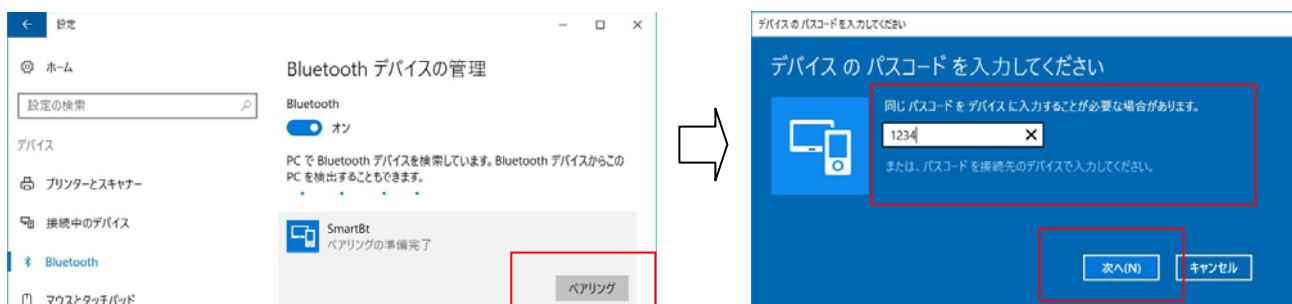 設定
ホーム
設定の検索
デバイス
プリンターとスキャナー
接続中のデバイス
Bluetooth
マウスとタッチパッド
Bluetooth デバイスの管理
Bluetooth
オン
PC で Bluetooth デバイスを検索しています。Bluetooth デバイスからこの
PC を検出することもできます。
SmartBt
ペアリングの準備完了
ペアリング
デバイス の パスコード を入力してください
デバイス の パスコード を入力してください
同じ パスコード を デバイス に入力することが必要な場合があります。
1234
または、パスコード を接続先のデバイスで入力してください。
次へ(N)
キャンセル